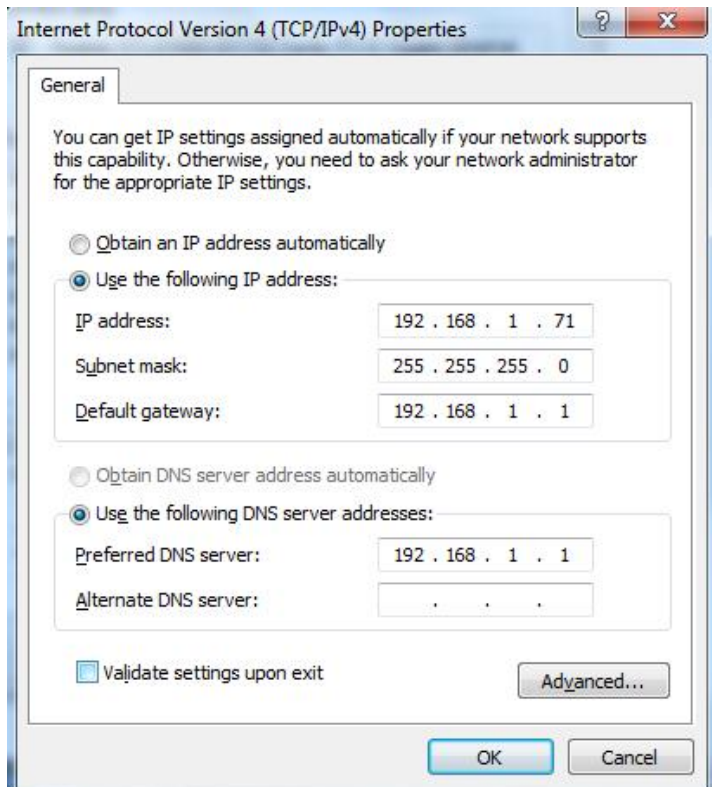 Internet Protocol Version 4 (TCP/IPv4) Properties
General
You can get IP settings assigned automatically if your network supports
this capability. Otherwise, you need to ask your network administrator
for the appropriate IP settings.
Obtain an IP address automatically
Use the following IP address:
IP address: 192 . 168 . 1 . 71
Subnet mask: 255 . 255 . 255 . 0
Default gateway: 192 . 168 . 1 . 1
Obtain DNS server address automatically
Use the following DNS server addresses:
Preferred DNS server: 192 . 168 . 1 . 1
Alternate DNS server: . . .
Validate settings upon exit
Advanced...
OK Cancel